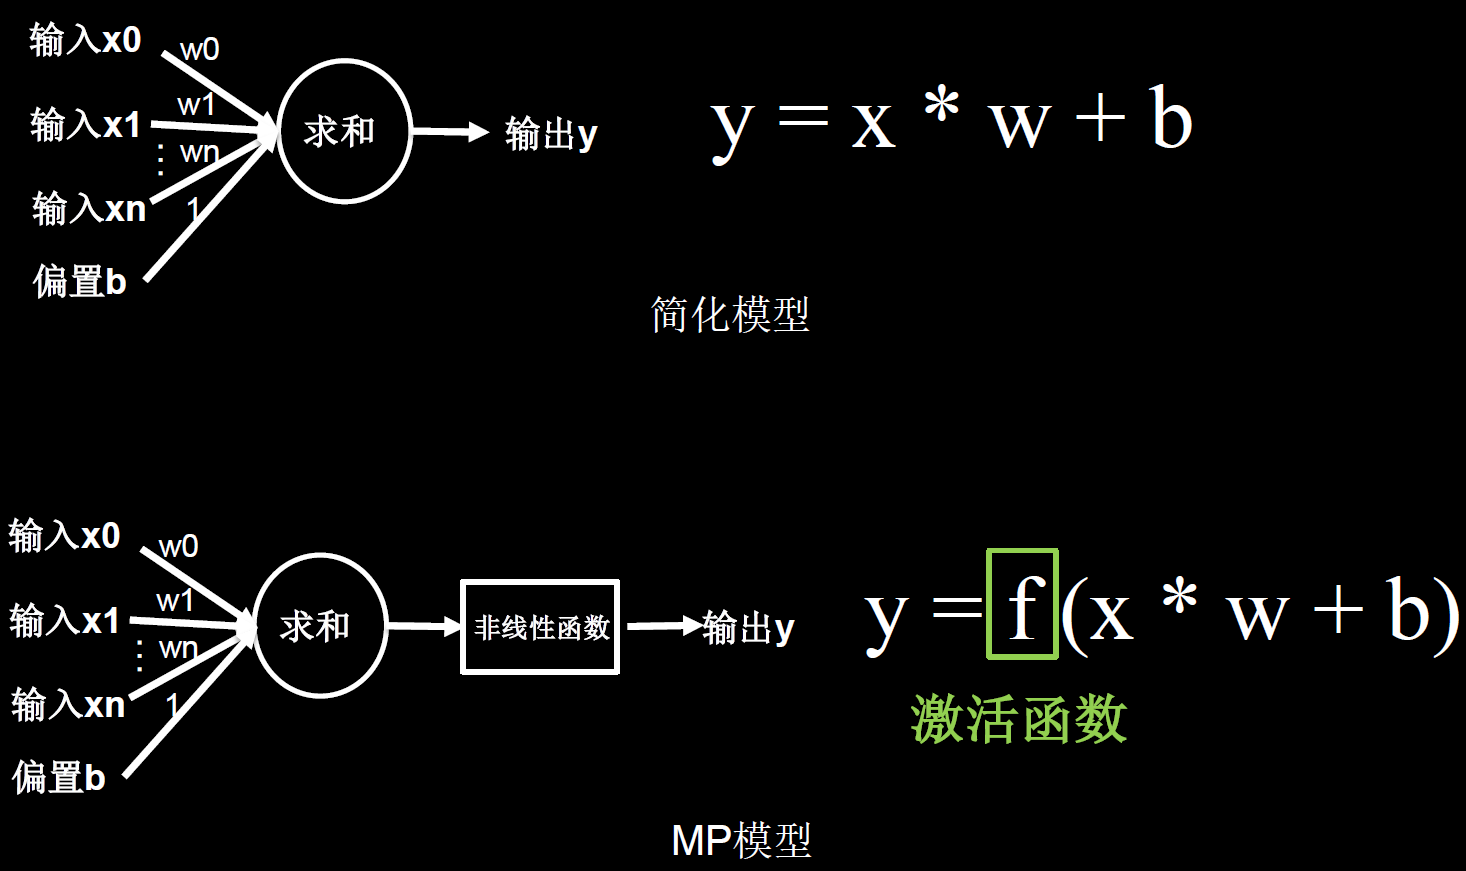 输入x0
w0
输入x1
w1
求和
输出y
y = x * w + b
⋮
wn
输入xn
1
偏置b
简化模型
输入x0
w0
输入x1
w1
求和
非线性函数
输出y
y = f (x * w + b)
⋮
wn
输入xn
1
激活函数
偏置b
MP模型